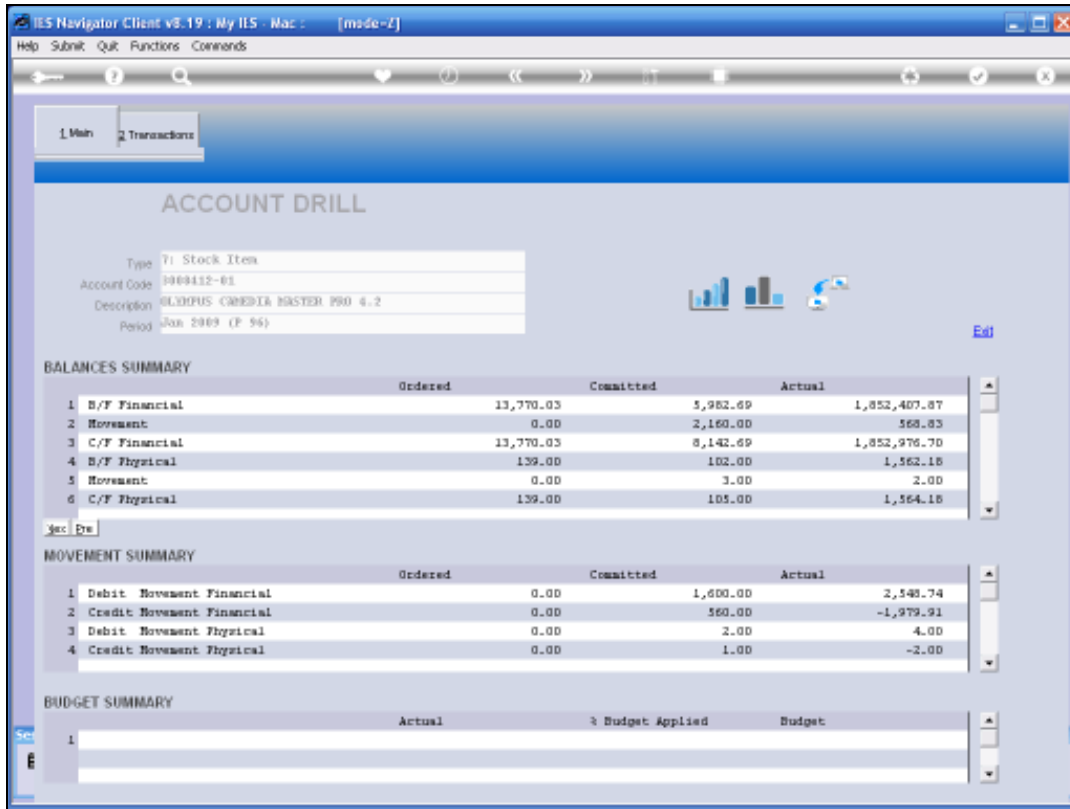 IES Navigator Client v8.19 : My IES - Mac : [mode=Z]
Help Submit Quit Functions Commands
1 Main 2 Transactions
ACCOUNT DRILL
Type 7: Stock Item
Account Code 3000412-01
Description OLYMPUS CAMEDIA MASTER PRO 4.2
Period Jan 2009 (P 96)
Exit
BALANCES SUMMARY
Ordered Committed Actual
1 B/F Financial 13,770.03 5,982.69 1,852,407.87
2 Movement 0.00 2,160.00 568.83
3 C/F Financial 13,770.03 8,142.69 1,852,976.70
4 B/F Physical 139.00 102.00 1,562.18
5 Movement 0.00 3.00 2.00
6 C/F Physical 139.00 105.00 1,564.18
Pre
MOVEMENT SUMMARY
Ordered Committed Actual
1 Debit Movement Financial 0.00 1,600.00 2,548.74
2 Credit Movement Financial 0.00 560.00 -1,979.91
3 Debit Movement Physical 0.00 2.00 4.00
4 Credit Movement Physical 0.00 1.00 -2.00
BUDGET SUMMARY
Actual % Budget Applied Budget
1